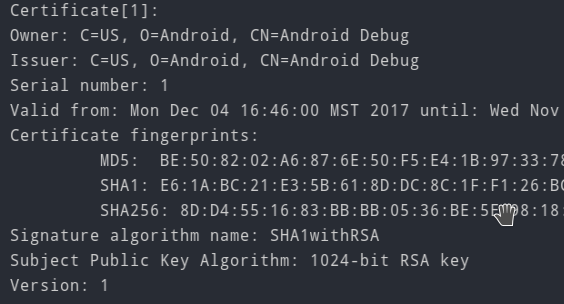 Certificate[1]:
Owner: C=US, O=Android, CN=Android Debug
Issuer: C=US, O=Android, CN=Android Debug
Serial number: 1
Valid from: Mon Dec 04 16:46:00 MST 2017 until: Wed Nov
Certificate fingerprints:
MD5: BE:50:82:02:A6:87:6E:50:F5:E4:1B:97:33:78
SHA1: E6:1A:BC:21:E3:5B:61:8D:DC:8C:1F:F1:26:BC
SHA256: 8D:D4:55:16:83:BB:BB:05:36:BE:5E:98:18:
Signature algorithm name: SHA1withRSA
Subject Public Key Algorithm: 1024-bit RSA key
Version: 1